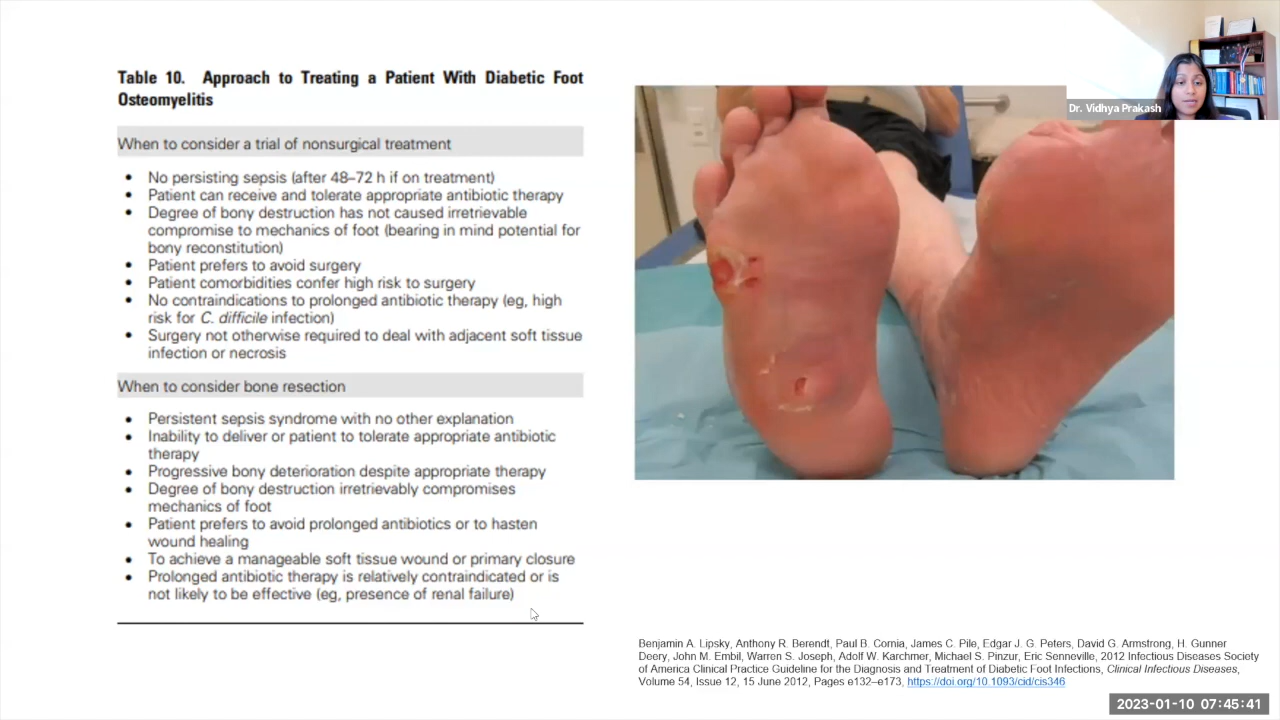 Table 10. Approach to Treating a Patient With Diabetic Foot
Osteomyelitis
When to consider a trial of nonsurgical treatment
• No persisting sepsis (after 48–72 h if on treatment)
• Patient can receive and tolerate appropriate antibiotic therapy
• Degree of bony destruction has not caused irretrievable
compromise to mechanics of foot (bearing in mind potential for
bony reconstitution)
• Patient prefers to avoid surgery
• Patient comorbidities confer high risk to surgery
• No contraindications to prolonged antibiotic therapy (eg, high
risk for C. difficile infection)
• Surgery not otherwise required to deal with adjacent soft tissue
infection or necrosis
When to consider bone resection
• Persistent sepsis syndrome with no other explanation
• Inability to deliver or patient to tolerate appropriate antibiotic
therapy
• Progressive bony deterioration despite appropriate therapy
• Degree of bony destruction irretrievably compromises
mechanics of foot
• Patient prefers to avoid prolonged antibiotics or to hasten
wound healing
• To achieve a manageable soft tissue wound or primary closure
• Prolonged antibiotic therapy is relatively contraindicated or is
not likely to be effective (eg, presence of renal failure)
Dr. Vidhya Prakash
Benjamin A. Lipsky, Anthony R. Berendt, Paul B. Cornia, James C. Pile, Edgar J. G. Peters, David G. Armstrong, H. Gunner
Deery, John M. Embil, Warren S. Joseph, Adolf W. Karchmer, Michael S. Pinzur, Eric Senneville, 2012 Infectious Diseases Society
of America Clinical Practice Guideline for the Diagnosis and Treatment of Diabetic Foot Infections, Clinical Infectious Diseases,
Volume 54, Issue 12, 15 June 2012, Pages e132–e173, https://doi.org/10.1093/cid/cis346
2023-01-10 07:45:41